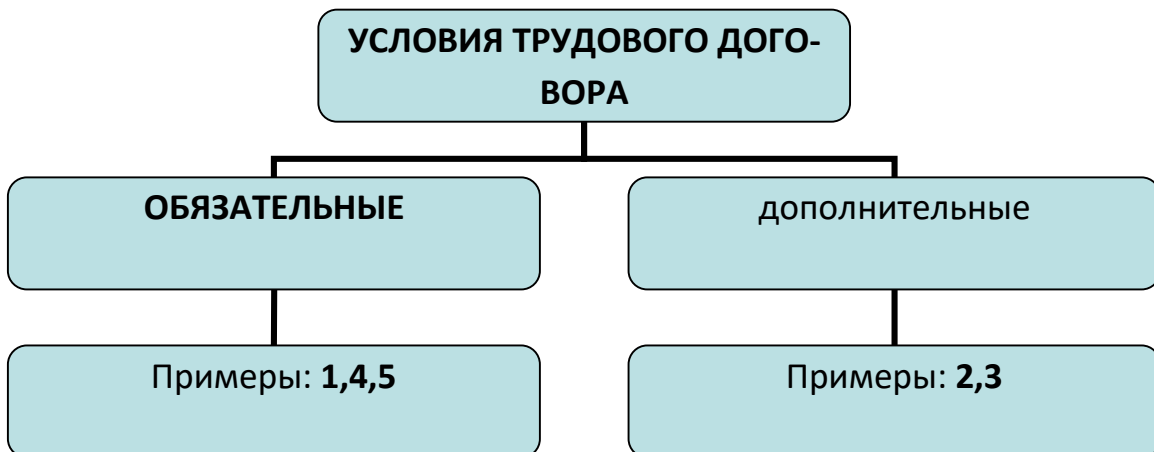 УСЛОВИЯ ТРУДОВОГО ДОГО-
ВОРА
ОБЯЗАТЕЛЬНЫЕ
дополнительные
Примеры: 1,4,5
Примеры: 2,3